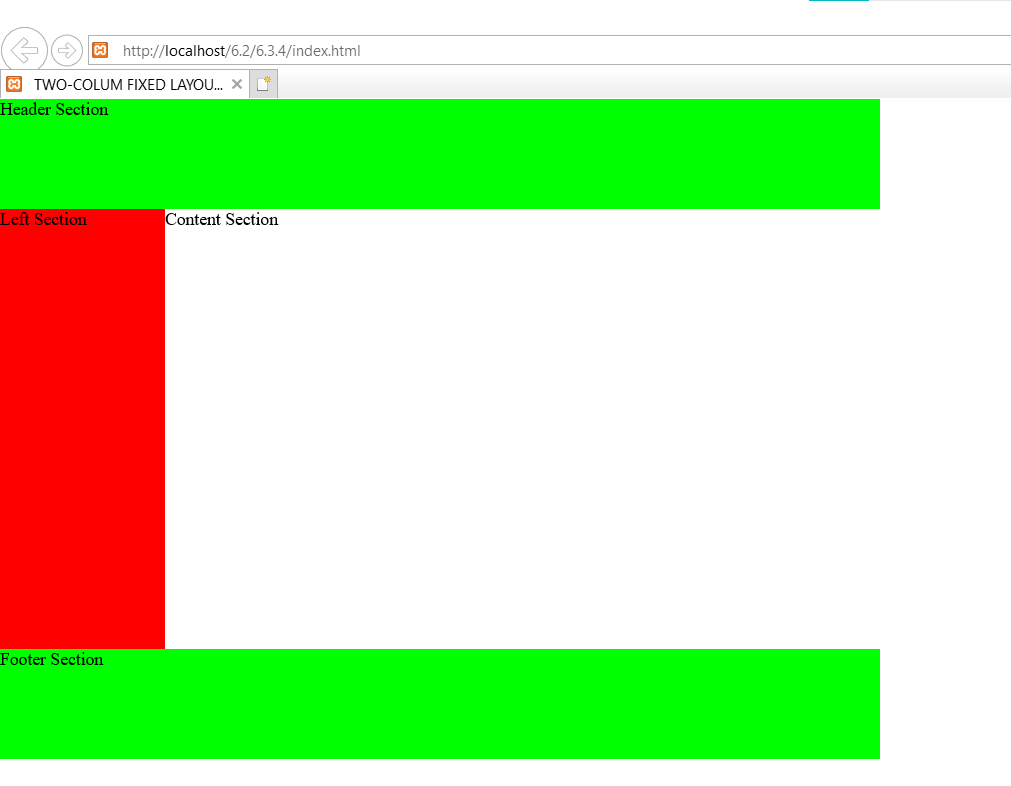 http://localhost/6.2/6.3.4/index.html
TWO-COLUM FIXED LAYOU...
Header Section
Left Section
Content Section
Footer Section